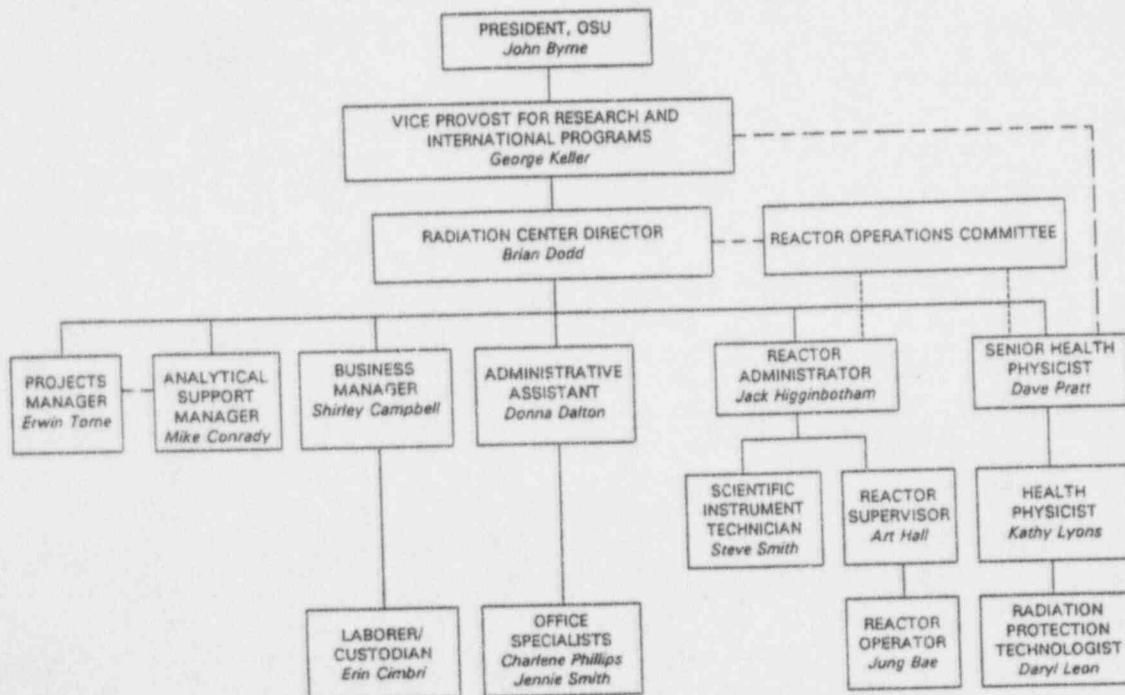 PRESIDENT, OSU
John Byrne
VICE PROVOST FOR RESEARCH AND
INTERNATIONAL PROGRAMS
George Keller
RADIATION CENTER DIRECTOR
Brian Dodd
REACTOR OPERATIONS COMMITTEE
PROJECTS
MANAGER
Erwin Torne
ANALYTICAL
SUPPORT
MANAGER
Mike Conrady
BUSINESS
MANAGER
Shirley Campbell
ADMINISTRATIVE
ASSISTANT
Donna Dalton
REACTOR
ADMINISTRATOR
Jack Higginbotham
SENIOR HEALTH
PHYSICIST
Dave Pratt
SCIENTIFIC
INSTRUMENT
TECHNICIAN
Steve Smith
REACTOR
SUPERVISOR
Art Hall
HEALTH
PHYSICIST
Kathy Lyons
LABORER/
CUSTODIAN
Erin Cimbri
OFFICE
SPECIALISTS
Charlene Phillips
Jennie Smith
REACTOR
OPERATOR
Jung Bae
RADIATION
PROTECTION
TECHNOLOGIST
Daryl Leon